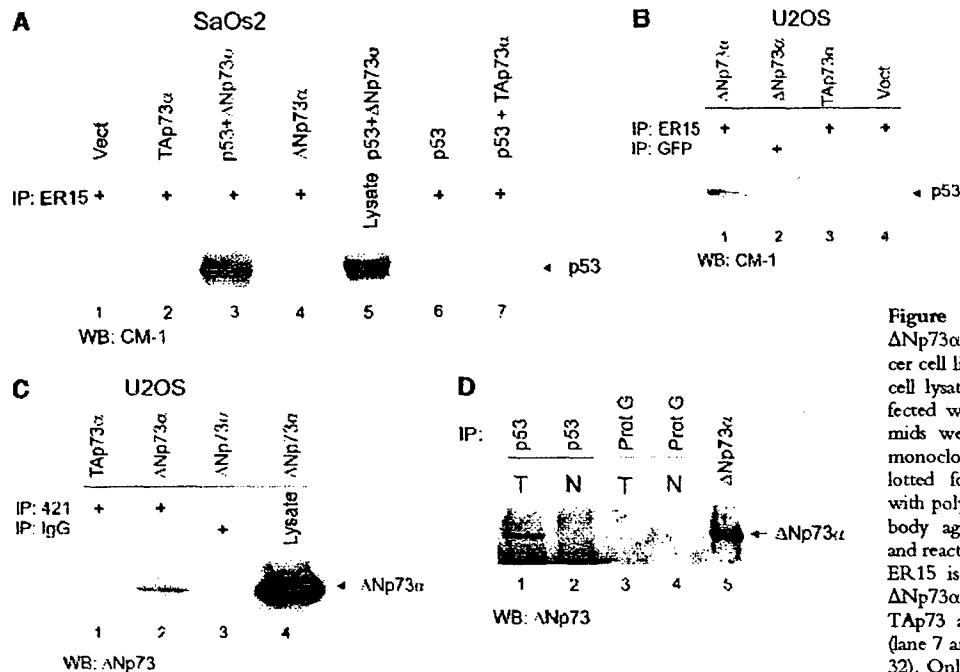 A
SaOs2
Vect
TAp73α
p53+ΔNp73α
ΔNp73α
Lysate p53+ΔNp73α
p53
p53 + TAp73α
IP: ER15 + + + + + +
◄ p53
1 2 3 4 5 6 7
WB: CM-1
B
U2OS
ΔNp73α
ΔNp73α
TAp73α
Vect
IP: ER15 + + +
IP: GFP +
◄ p53
1 2 3 4
WB: CM-1
C
U2OS
TAp73α
ΔNp73α
ΔNp73α
Lysate ΔNp73α
IP: 421 + +
IP: IgG +
◄ ΔNp73α
1 2 3 4
WB: ΔNp73
D
IP: p53 p53 Prot G Prot G ΔNp73α
T N T N
← ΔNp73α
1 2 3 4 5
WB: ΔNp73
Figure
ΔNp73α
cer cell li
cell lysat
fected w
mids we
monoclo
lotted fo
with poly
body ag
and react
ER15 is
ΔNp73α
TAp73 a
(lane 7 an
32). Onl